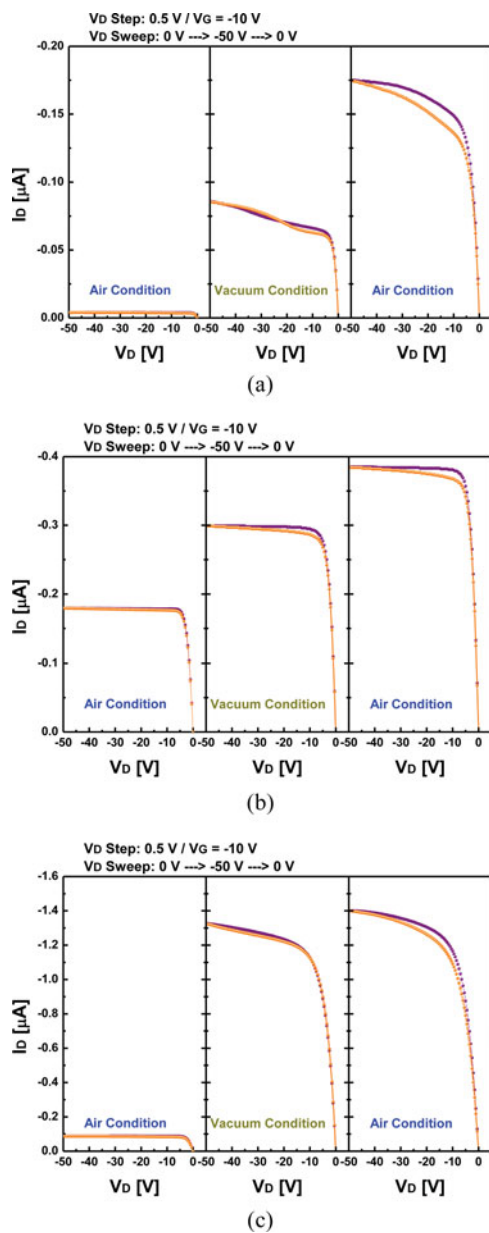 VD Step: 0.5 V / VG = -10 V
VD Sweep: 0 V ---> -50 V ---> 0 V
-0.20
-0.15
-0.10
-0.05
0.00
ID [µA]
Air Condition Vacuum Condition Air Condition
-50 -40 -30 -20 -10 0 -50 -40 -30 -20 -10 0 -50 -40 -30 -20 -10 0
VD [V] VD [V] VD [V]
(a)
VD Step: 0.5 V / VG = -10 V
VD Sweep: 0 V ---> -50 V ---> 0 V
-0.4
-0.3
-0.2
-0.1
0.0
ID [µA]
Air Condition Vacuum Condition Air Condition
-50 -40 -30 -20 -10 0 -50 -40 -30 -20 -10 0 -50 -40 -30 -20 -10 0
VD [V] VD [V] VD [V]
(b)
VD Step: 0.5 V / VG = -10 V
VD Sweep: 0 V ---> -50 V ---> 0 V
-1.6
-1.4
-1.2
-1.0
-0.8
-0.6
-0.4
-0.2
0.0
ID [µA]
Air Condition Vacuum Condition Air Condition
-50 -40 -30 -20 -10 0 -50 -40 -30 -20 -10 0 -50 -40 -30 -20 -10 0
VD [V] VD [V] VD [V]
(c)